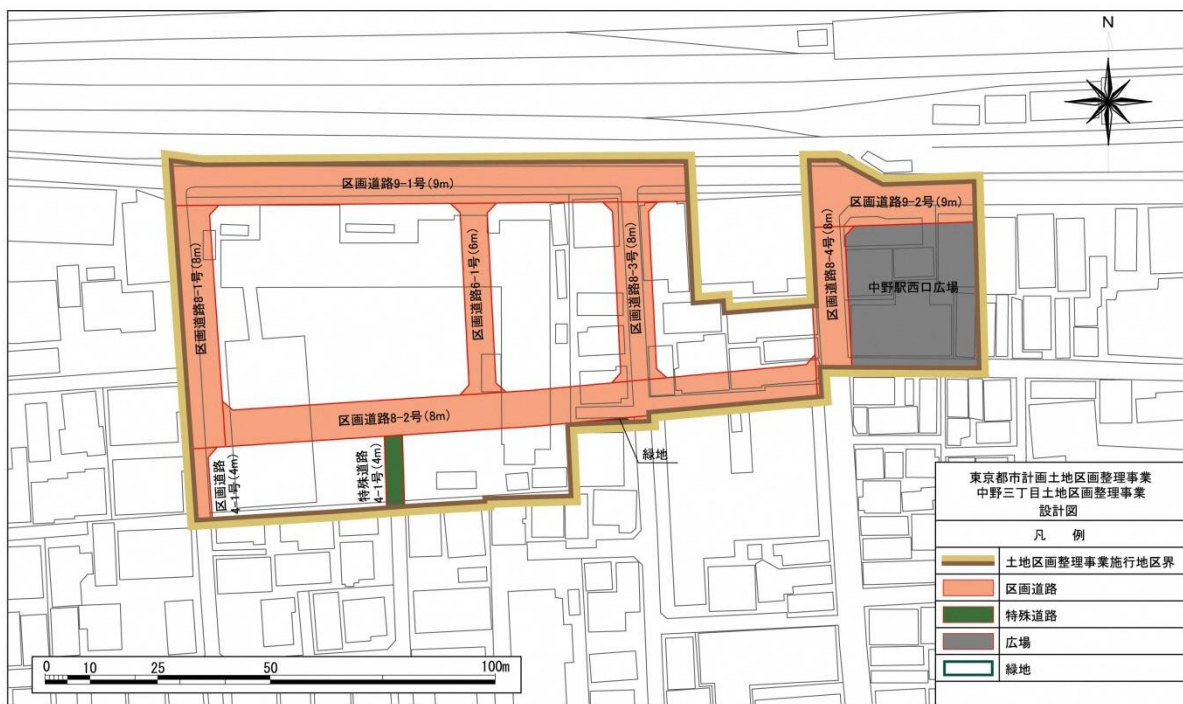 N
区画道路9-1号(9m)
区画道路9-2号(9m)
区画道路8-1号(8m)
区画道路6-1号(6m)
区画道路8-3号(8m)
区画道路8-4号(8m)
中野駅西口広場
区画道路8-2号(8m)
区画道路
4-1号(4m)
特殊道路
4-1号(4m)
緑地
東京都市計画土地区画整理事業
中野三丁目土地区画整理事業
設計図
凡 例
土地区画整理事業施行地区界
区画道路
特殊道路
広場
緑地
0 10 25 50 100m